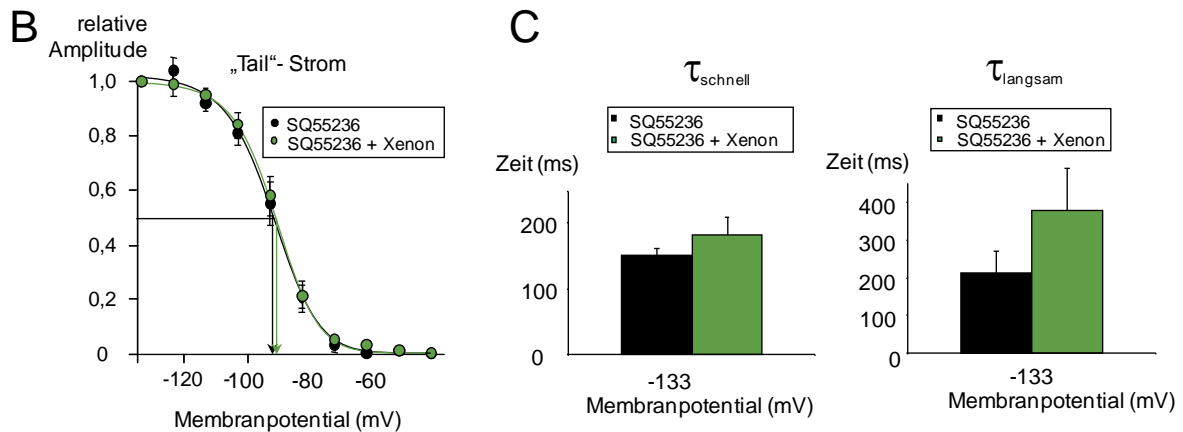 B
relative
Amplitude
„Tail“- Strom
SQ55236
SQ55236 + Xenon
1,0
0,8
0,6
0,4
0,2
0
-120 -100 -80 -60
Membranpotential (mV)
C
τschnell
SQ55236
SQ55236 + Xenon
Zeit (ms)
200
100
0
-133
Membranpotential (mV)
τlangsam
SQ55236
SQ55236 + Xenon
Zeit (ms)
400
300
200
100
0
-133
Membranpotential (mV)